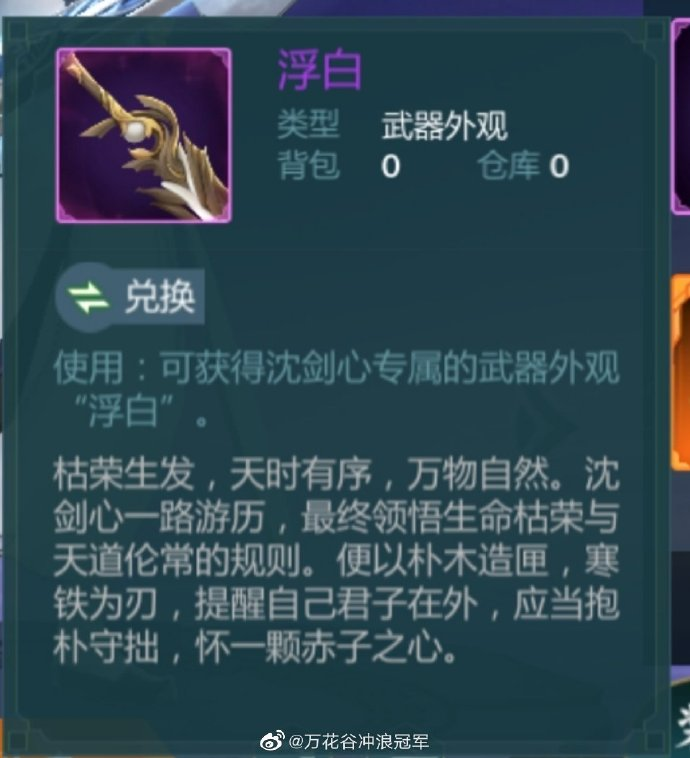 浮白
类型 武器外观
背包 0 仓库 0
兑换
使用：可获得沈剑心专属的武器外观
“浮白”。
枯荣生发，天时有序，万物自然。沈
剑心一路游历，最终领悟生命枯荣与
天道伦常的规则。便以朴木造匣，寒
铁为刃，提醒自己君子在外，应当抱
朴守拙，怀一颗赤子之心。
@万花谷冲浪冠军